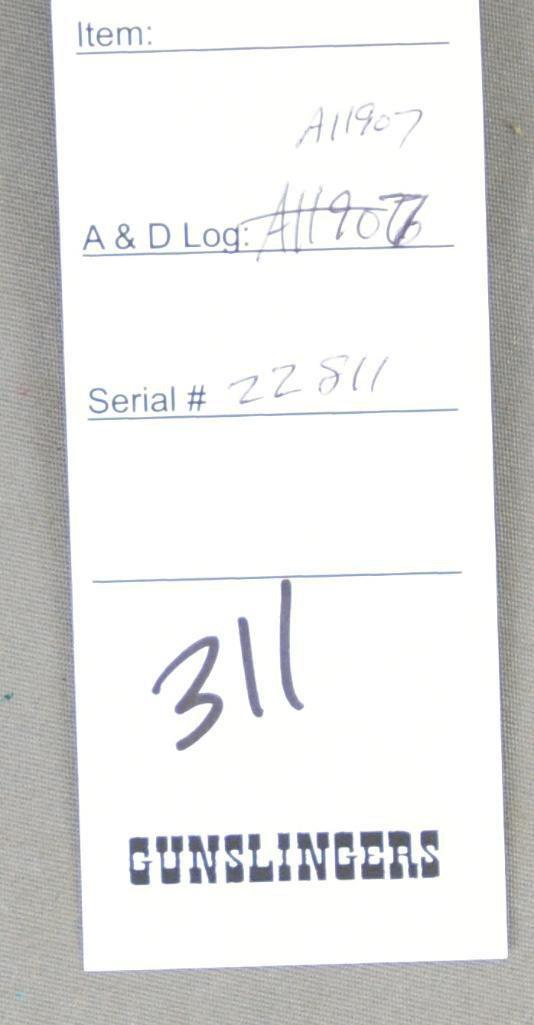 Item:
A11907
A & D Log:
Serial # 22811
311
GUNSLINGERS